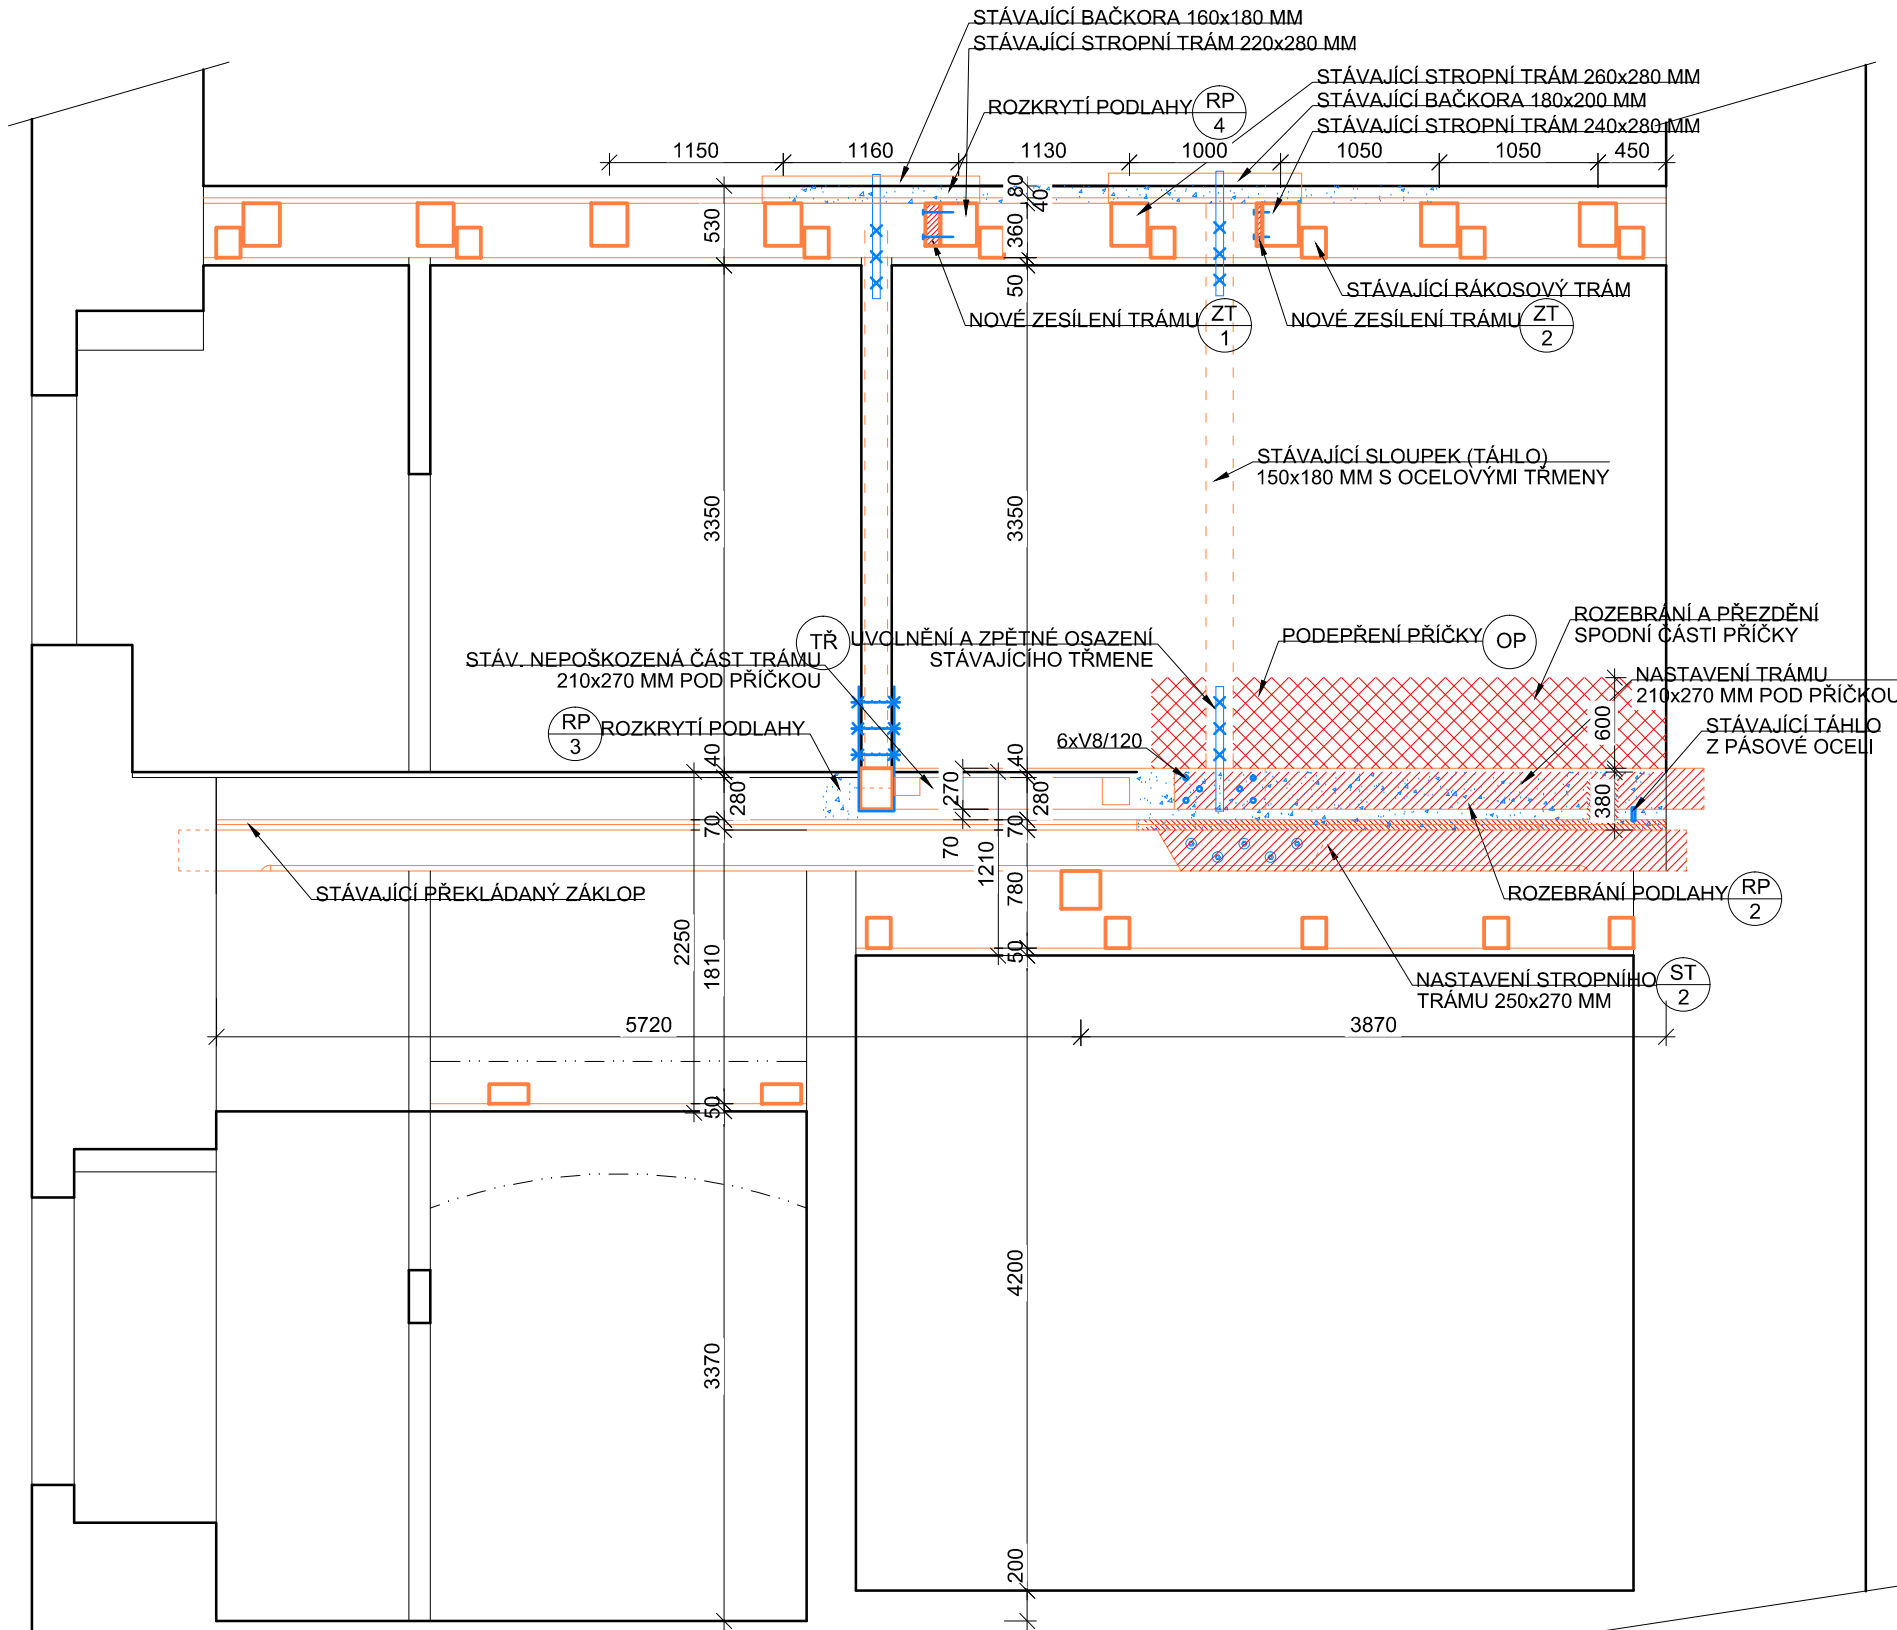 STÁVAJÍCÍ BAČKORA 160x180 MM
STÁVAJÍCÍ STROPNÍ TRÁM 220x280 MM
STÁVAJÍCÍ STROPNÍ TRÁM 260x280 MM
ROZKRYTÍ PODLAHY
RP
4
STÁVAJÍCÍ BAČKORA 180x200 MM
STÁVAJÍCÍ STROPNÍ TRÁM 240x280 MM
1150
1160
1130
1000
1050
1050
450
80
40
530
360
50
STÁVAJÍCÍ RÁKOSOVÝ TRÁM
NOVÉ ZESÍLENÍ TRÁMU
ZT
1
NOVÉ ZESÍLENÍ TRÁMU
ZT
2
STÁVAJÍCÍ SLOUPEK (TÁHLO)
150x180 MM S OCELOVÝMI TŘMENY
3350
3350
ROZEBRÁNÍ A PŘEZDĚNÍ
SPODNÍ ČÁSTI PŘÍČKY
TŘ
UVOLNĚNÍ A ZPĚTNÉ OSAZENÍ
STÁVAJÍCÍHO TŘMENE
PODEPŘENÍ PŘÍČKY
OP
STÁV. NEPOŠKOZENÁ ČÁST TRÁMU
210x270 MM POD PŘÍČKOU
NASTAVENÍ TRÁMU
210x270 MM POD PŘÍČKOU
RP
3
ROZKRYTÍ PODLAHY
6xV8/120
600
STÁVAJÍCÍ TÁHLO
Z PÁSOVÉ OCELI
40
280
70
270
70
40
280
70
380
1210
780
50
STÁVAJÍCÍ PŘEKLÁDANÝ ZÁKLOP
ROZEBRÁNÍ PODLAHY
RP
2
2250
1810
50
NASTAVENÍ STROPNÍHO
TRÁMU 250x270 MM
ST
2
5720
3870
4200
3370
200